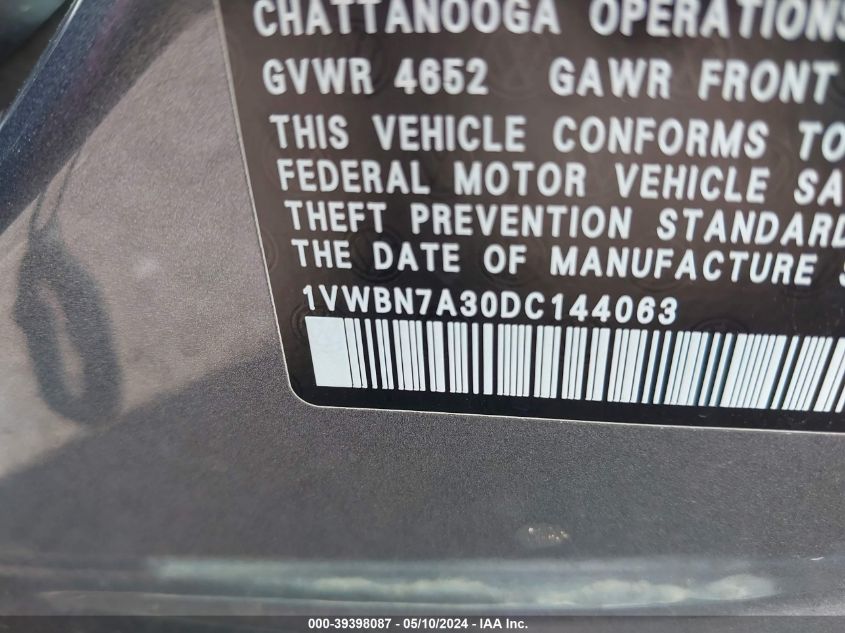 CHATTANOOGA OPERATIONS
GVWR 4652 GAWR FRONT
THIS VEHICLE CONFORMS TO
FEDERAL MOTOR VEHICLE SA
THEFT PREVENTION STANDARD
THE DATE OF MANUFACTURE S
1VWBN7A30DC144063
000-39398087 - 05/10/2024 - IAA Inc.